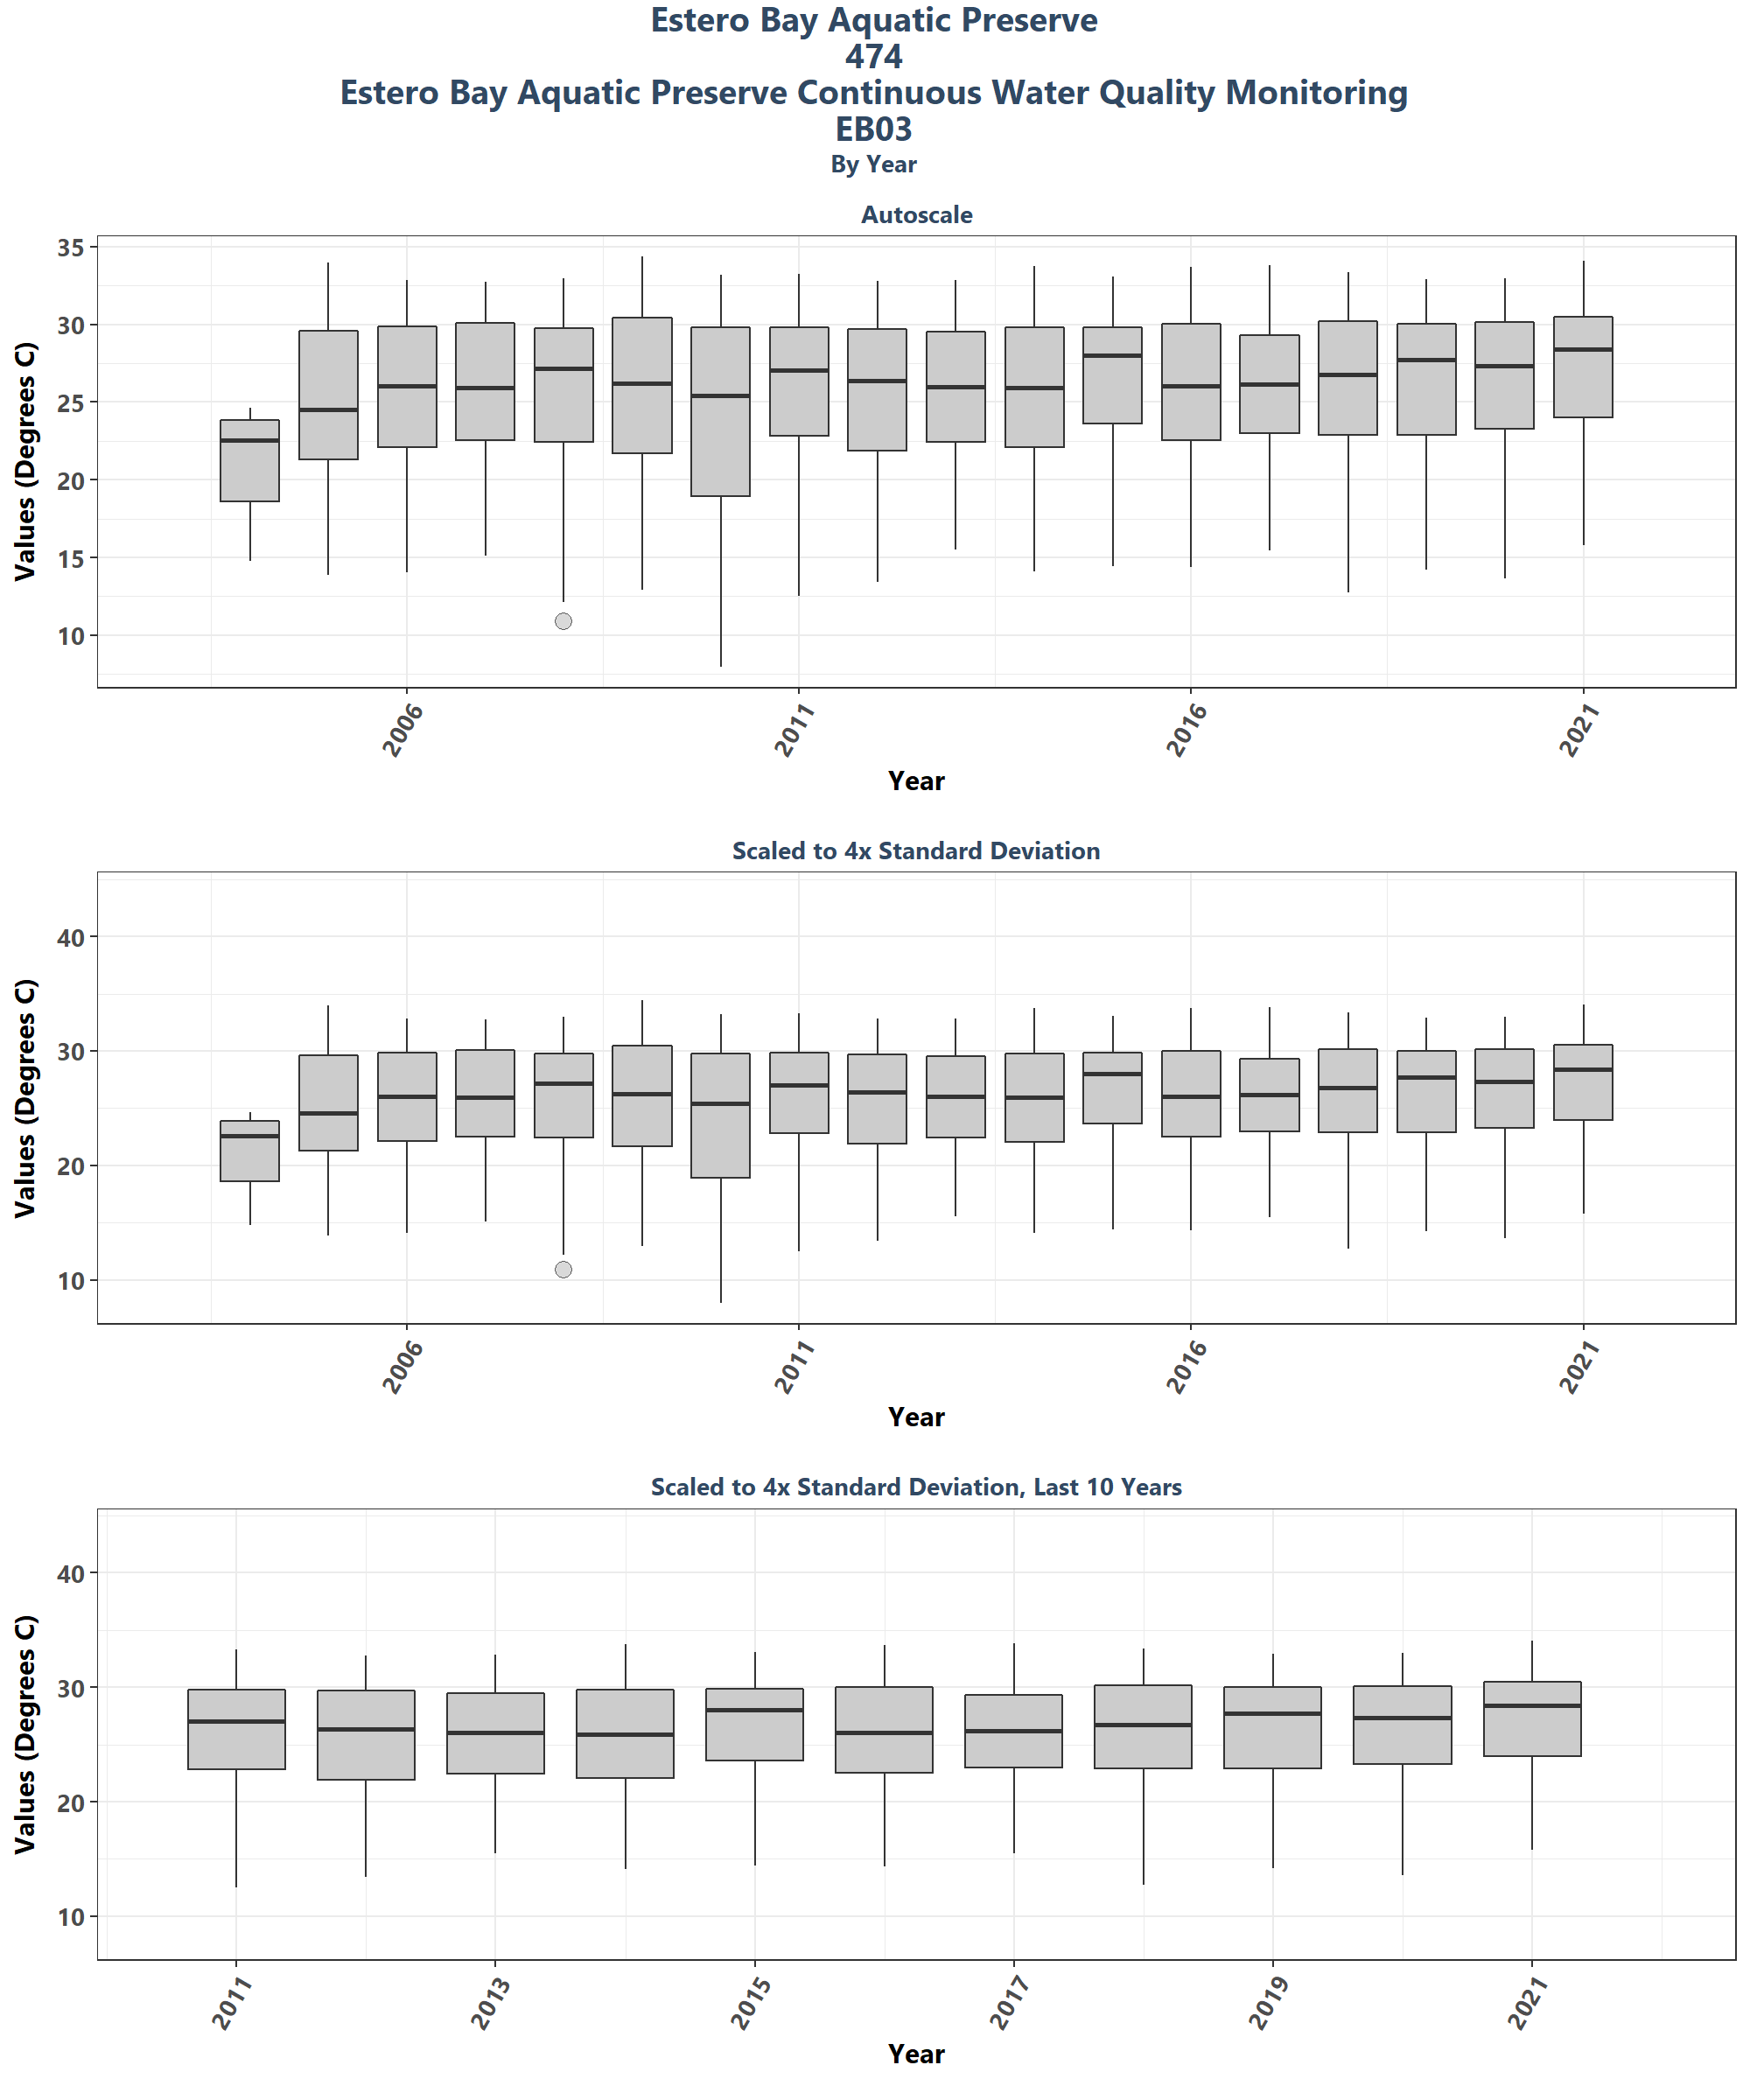 Estero Bay Aquatic Preserve
474
Estero Bay Aquatic Preserve Continuous Water Quality Monitoring
EB03
By Year
Autoscale
Values (Degrees C)
35
30
25
20
15
10
2006
2011
2016
2021
Year
Scaled to 4x Standard Deviation
Values (Degrees C)
40
30
20
10
2006
2011
2016
2021
Year
Scaled to 4x Standard Deviation, Last 10 Years
Values (Degrees C)
40
30
20
10
2011
2013
2015
2017
2019
2021
Year